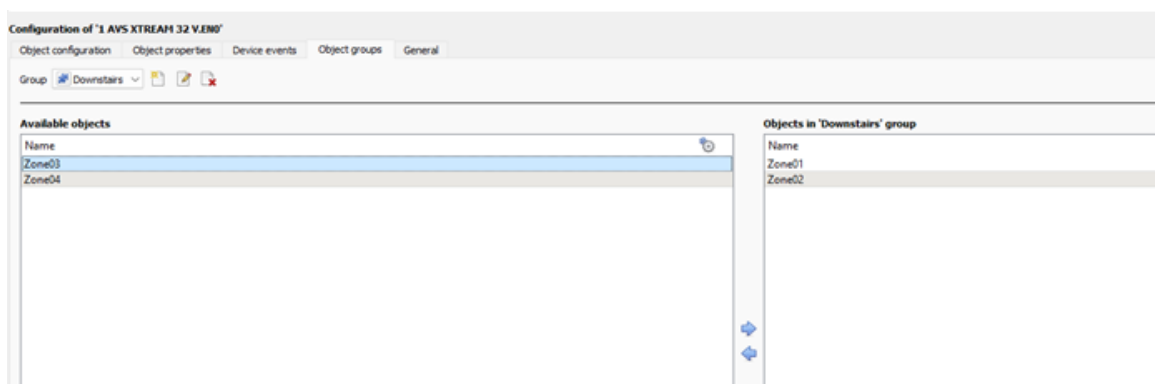 Configuration of '1 AVS XTREAM 32 V.EN0'
Object configuration Object properties Device events Object groups General
Group Downstairs
Available objects
Name
Zone03
Zone04
Objects in 'Downstairs' group
Name
Zone01
Zone02